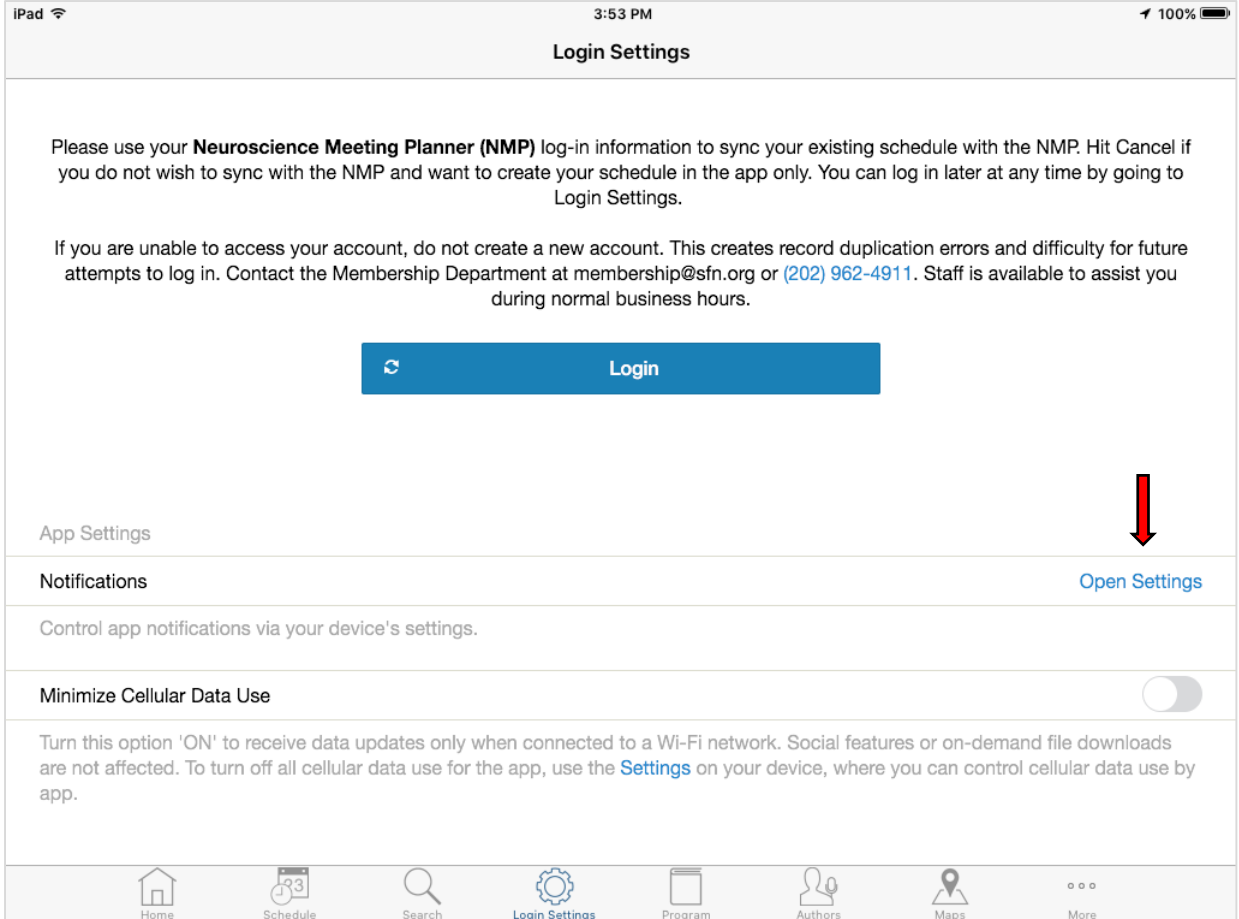 iPad 3:53 PM 100%
Login Settings
Please use your Neuroscience Meeting Planner (NMP) log-in information to sync your existing schedule with the NMP. Hit Cancel if
you do not wish to sync with the NMP and want to create your schedule in the app only. You can log in later at any time by going to
Login Settings.
If you are unable to access your account, do not create a new account. This creates record duplication errors and difficulty for future
attempts to log in. Contact the Membership Department at membership@sfn.org or (202) 962-4911. Staff is available to assist you
during normal business hours.
Login
App Settings
Notifications Open Settings
Control app notifications via your device's settings.
Minimize Cellular Data Use
Turn this option 'ON' to receive data updates only when connected to a Wi-Fi network. Social features or on-demand file downloads
are not affected. To turn off all cellular data use for the app, use the Settings on your device, where you can control cellular data use by
app.
23
Home Schedule Search Login Settings Program Authors Maps More